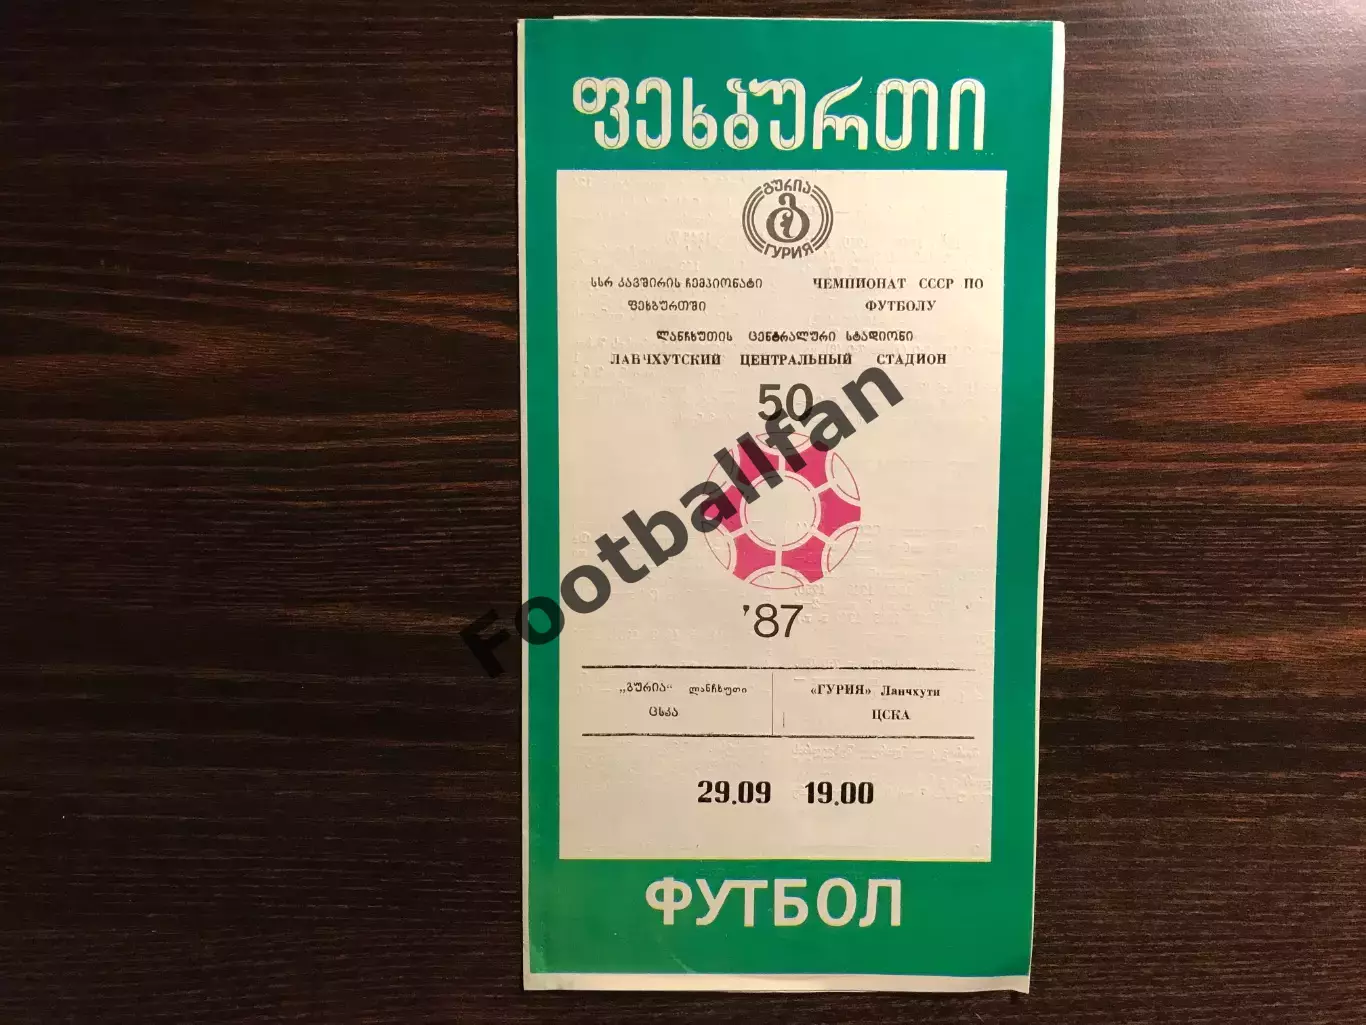 ფეხბურთი
გურია
ГУРИЯ
სსრ კავშირის ჩემპიონატი
ფეხბურთში
ЧЕМПИОНАТ СССР ПО
ФУТБОЛУ
ლანჩხუთის ცენტრალური სტადიონი
ЛАНЧХУТСКИЙ ЦЕНТРАЛЬНЫЙ СТАДИОН
50
Footballfan
'87
„გურია“ ლანჩხუთი
ცსკა
«ГУРИЯ» Ланчхути
ЦСКА
29.09 19.00
ФУТБОЛ